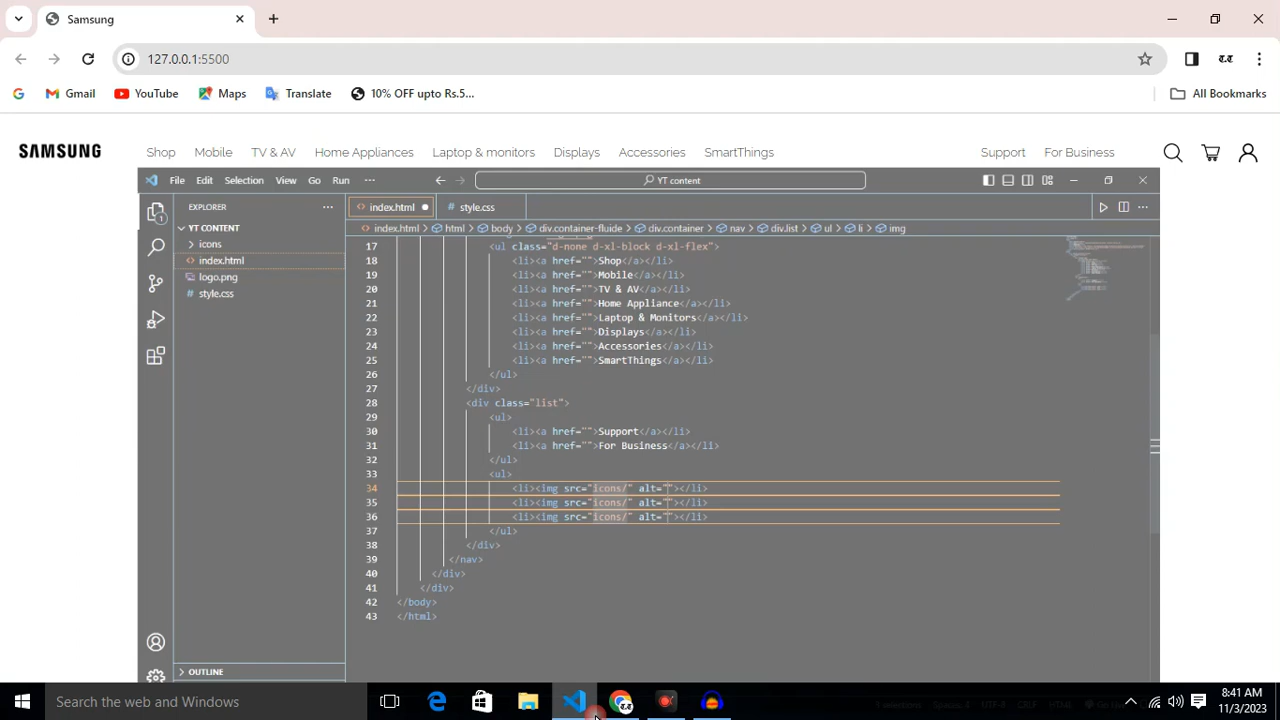 Samsung
127.0.0.1:5500
Gmail YouTube Maps Translate 10% OFF upto Rs.5... All Bookmarks
SAMSUNG Shop Mobile TV & AV Home Appliances Laptop & monitors Displays Accessories SmartThings Support For Business
File Edit Selection View Go Run ··· YT content
EXPLORER ··· index.html style.css
YT CONTENT
icons
index.html
logo.png
style.css
1
index.html > html > body > div.container-fluide > div.container > nav > div.list > ul > li > img
17 <ul class="d-none d-xl-block d-xl-flex">
18 <li><a href="">Shop</a></li>
19 <li><a href="">Mobile</a></li>
20 <li><a href="">TV & AV</a></li>
21 <li><a href="">Home Appliance</a></li>
22 <li><a href="">Laptop & Monitors</a></li>
23 <li><a href="">Displays</a></li>
24 <li><a href="">Accessories</a></li>
25 <li><a href="">SmartThings</a></li>
26 </ul>
27 </div>
28 <div class="list">
29 <ul>
30 <li><a href="">Support</a></li>
31 <li><a href="">For Business</a></li>
32 </ul>
33 <ul>
34 <li><img src="icons/" alt=""></li>
35 <li><img src="icons/" alt=""></li>
36 <li><img src="icons/" alt=""></li>
37 </ul>
38 </div>
39 </nav>
40 </div>
41 </div>
42 </body>
43 </html>
OUTLINE
Search the web and Windows
8:41 AM
11/3/2023